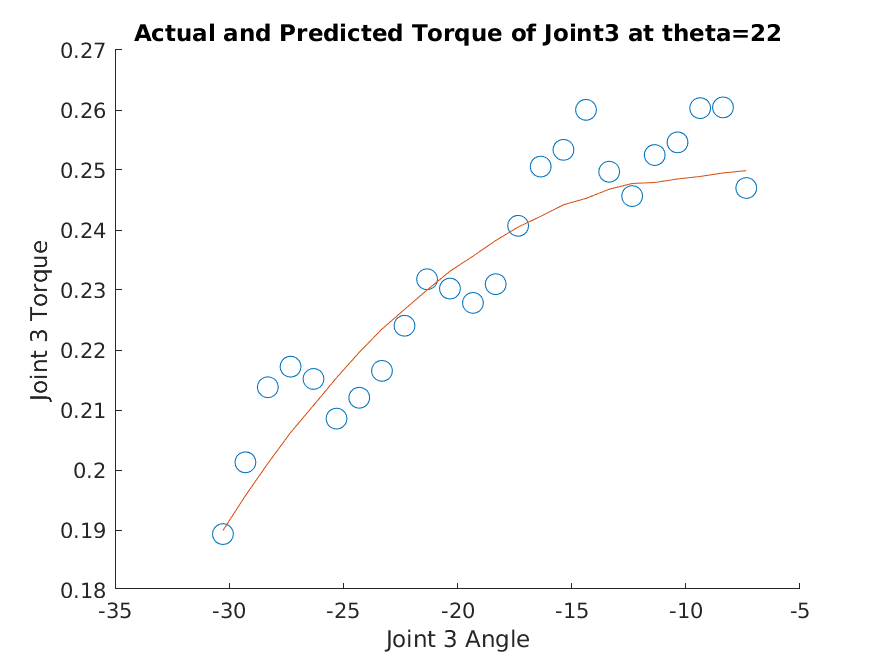 Actual and Predicted Torque of Joint3 at theta=22
0.27
0.26
0.25
0.24
0.23
0.22
0.21
0.2
0.19
0.18
Joint 3 Torque
-35 -30 -25 -20 -15 -10 -5
Joint 3 Angle